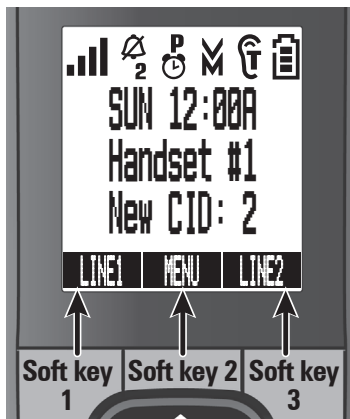 2 P T
SUN 12:00A
Handset #1
New CID: 2
LINE1 MENU LINE2
Soft key 1 Soft key 2 Soft key 3